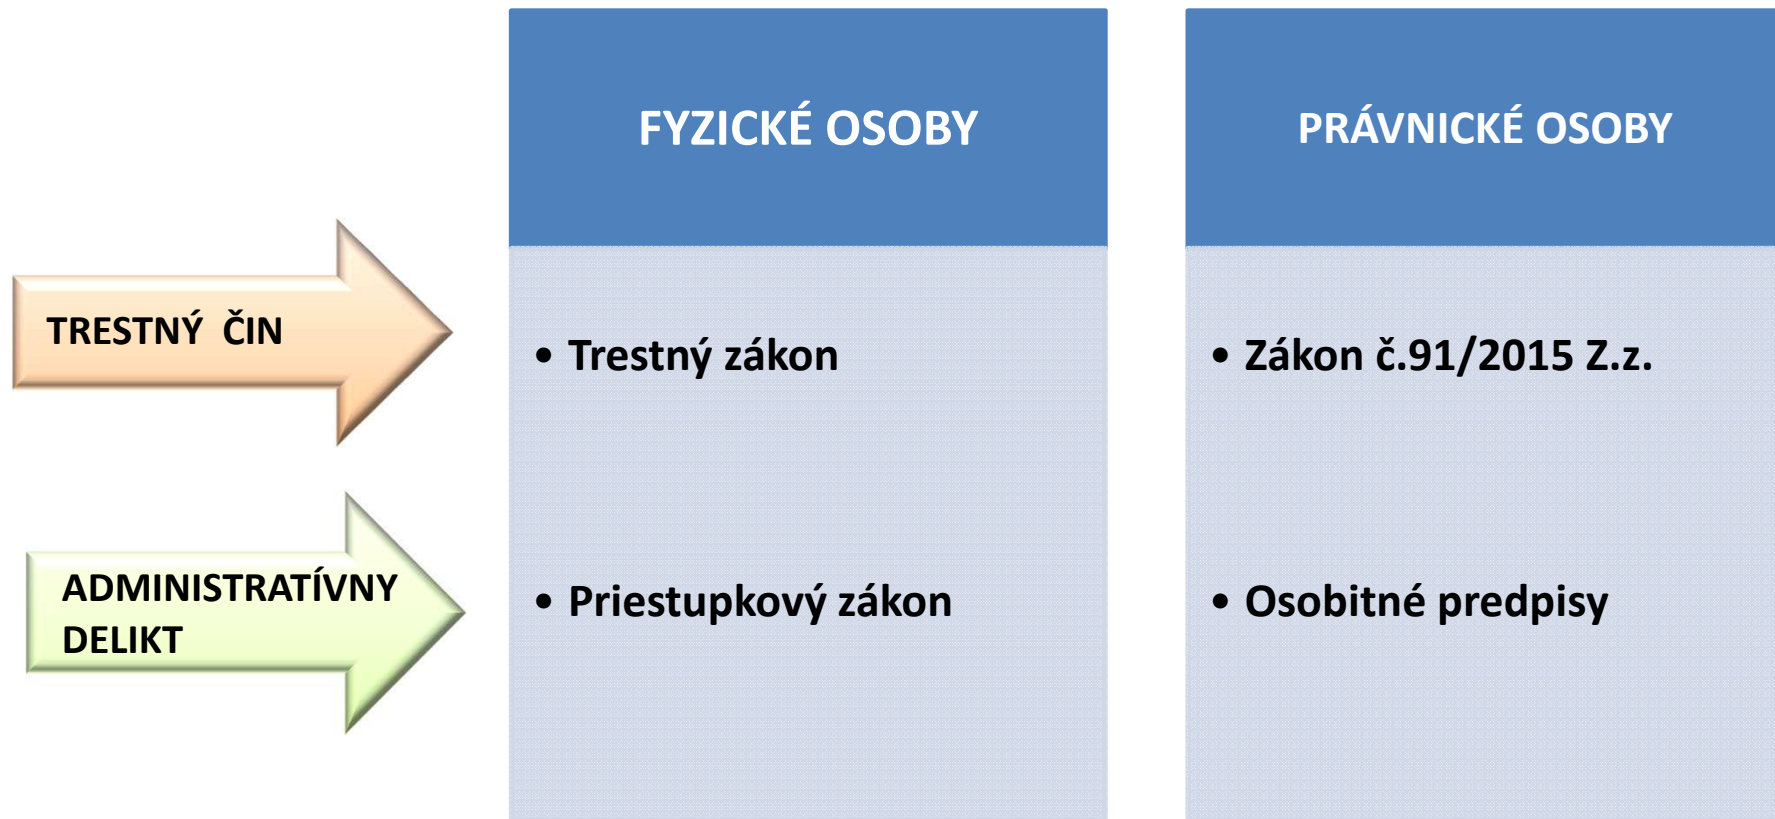 FYZICKÉ OSOBY
PRÁVNICKÉ OSOBY
TRESTNÝ ČIN
• Trestný zákon
• Zákon č.91/2015 Z.z.
ADMINISTRATÍVNY
DELIKT
• Priestupkový zákon
• Osobitné predpisy